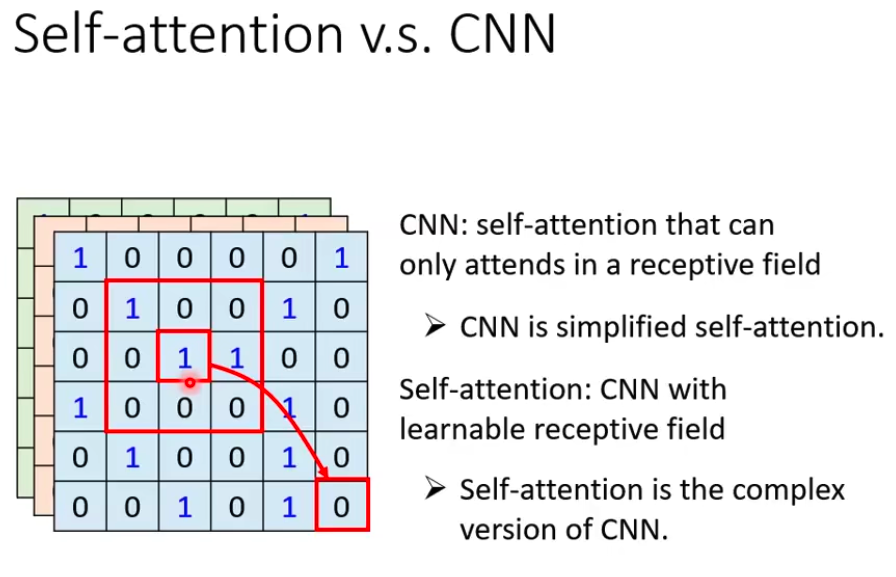 Self-attention v.s. CNN
1 0 0 0 0 1
0 1 0 0 1 0
0 0 1 1 0 0
1 0 0 0 1 0
0 1 0 0 1 0
0 0 1 0 1 0
CNN: self-attention that can
only attends in a receptive field
➢ CNN is simplified self-attention.
Self-attention: CNN with
learnable receptive field
➢ Self-attention is the complex
version of CNN.